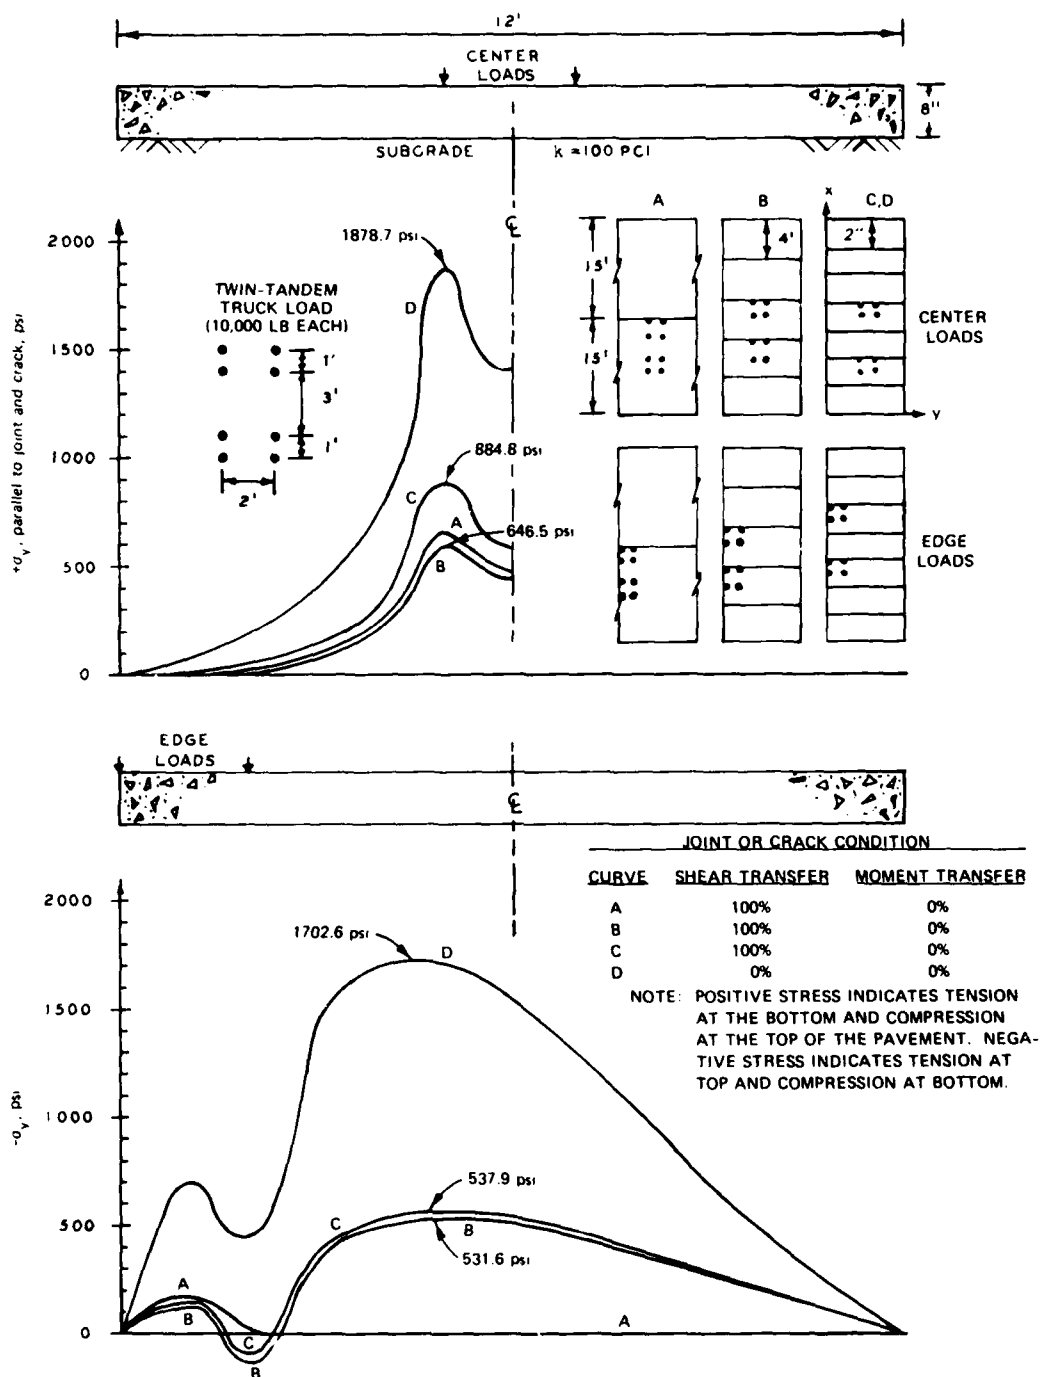 12'
CENTER
LOADS
8"
SUBGRADE k = 100 PCI
℄
+σy, parallel to joint and crack, psi
2000
1500
1000
500
0
1878.7 psi
D
TWIN-TANDEM
TRUCK LOAD
(10,000 LB EACH)
1'
3'
1'
2'
884.8 psi
C
A
646.5 psi
B
A
B
x
C,D
15'
15'
4'
2"
CENTER
LOADS
Y
EDGE
LOADS
EDGE
LOADS
℄
JOINT OR CRACK CONDITION
CURVE SHEAR TRANSFER MOMENT TRANSFER
A 100% 0%
B 100% 0%
C 100% 0%
D 0% 0%
NOTE: POSITIVE STRESS INDICATES TENSION
AT THE BOTTOM AND COMPRESSION
AT THE TOP OF THE PAVEMENT. NEGA-
TIVE STRESS INDICATES TENSION AT
TOP AND COMPRESSION AT BOTTOM.
-σy, psi
2000
1500
1000
500
0
1702.6 psi
D
537.9 psi
C
B
531.6 psi
A
B
C
B
A